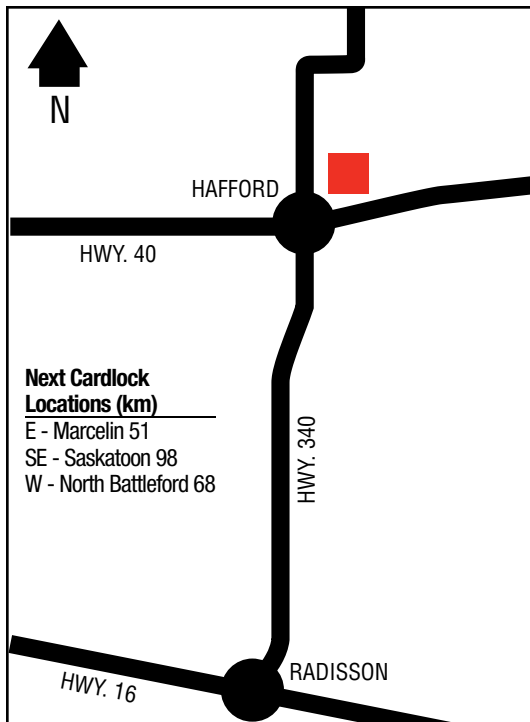 N
HAFFORD
HWY. 40
Next Cardlock
Locations (km)
E - Marcelin 51
SE - Saskatoon 98
W - North Battleford 68
HWY. 340
RADISSON
HWY. 16